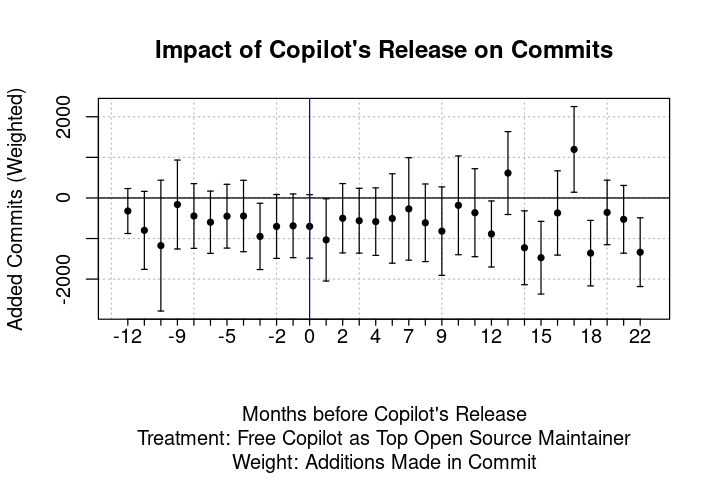 Impact of Copilot's Release on Commits
Added Commits (Weighted)
2000
0
-2000
-12 -9 -5 -2 0 2 4 7 9 12 15 18 22
Months before Copilot's Release
Treatment: Free Copilot as Top Open Source Maintainer
Weight: Additions Made in Commit